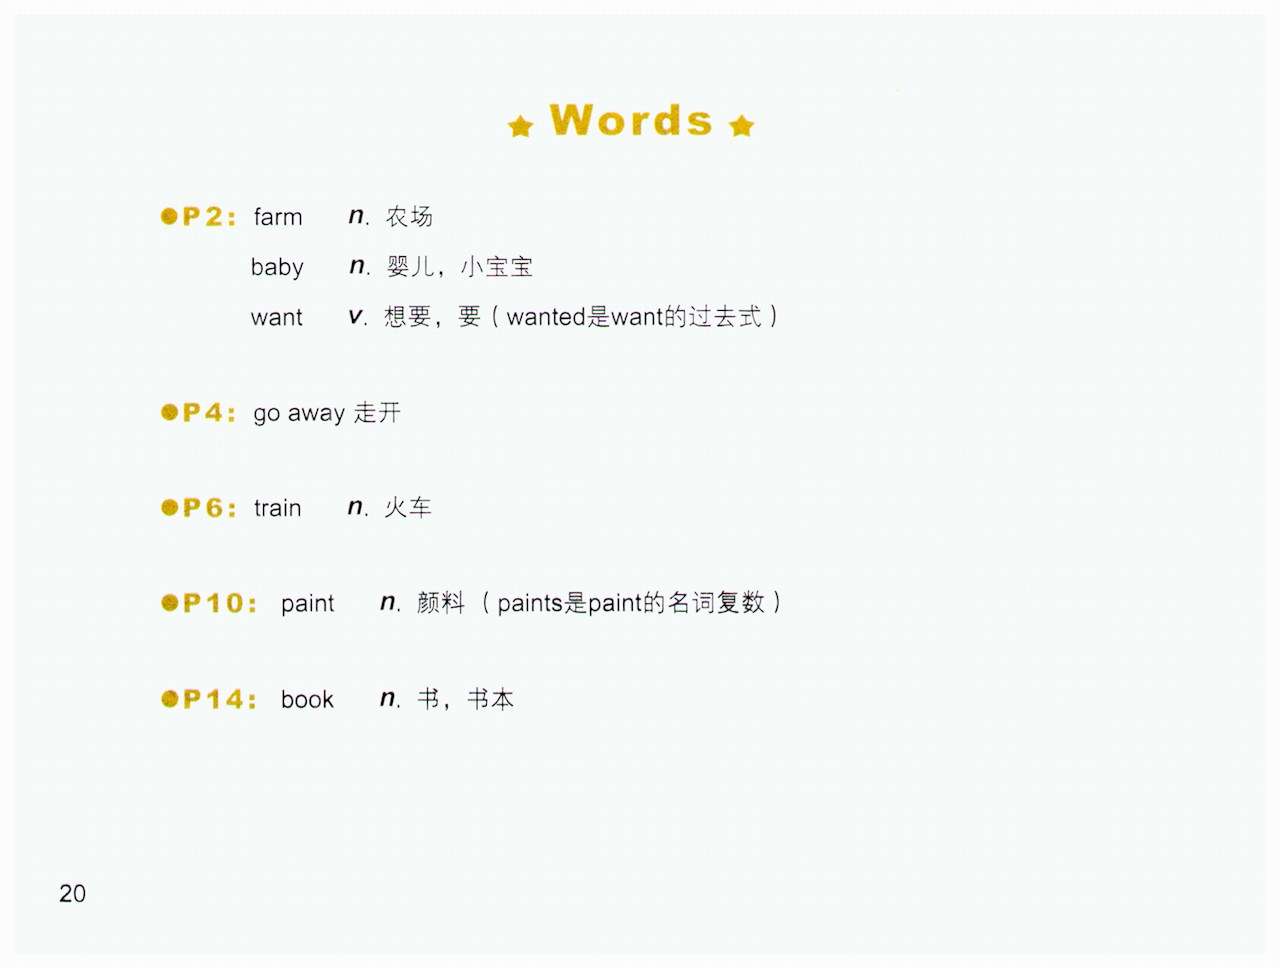 ★ Words ★
●P2: farm n. 农场
baby n. 婴儿，小宝宝
want v. 想要，要（wanted是want的过去式）
●P4: go away 走开
●P6: train n. 火车
●P10: paint n. 颜料（paints是paint的名词复数）
●P14: book n. 书，书本
20